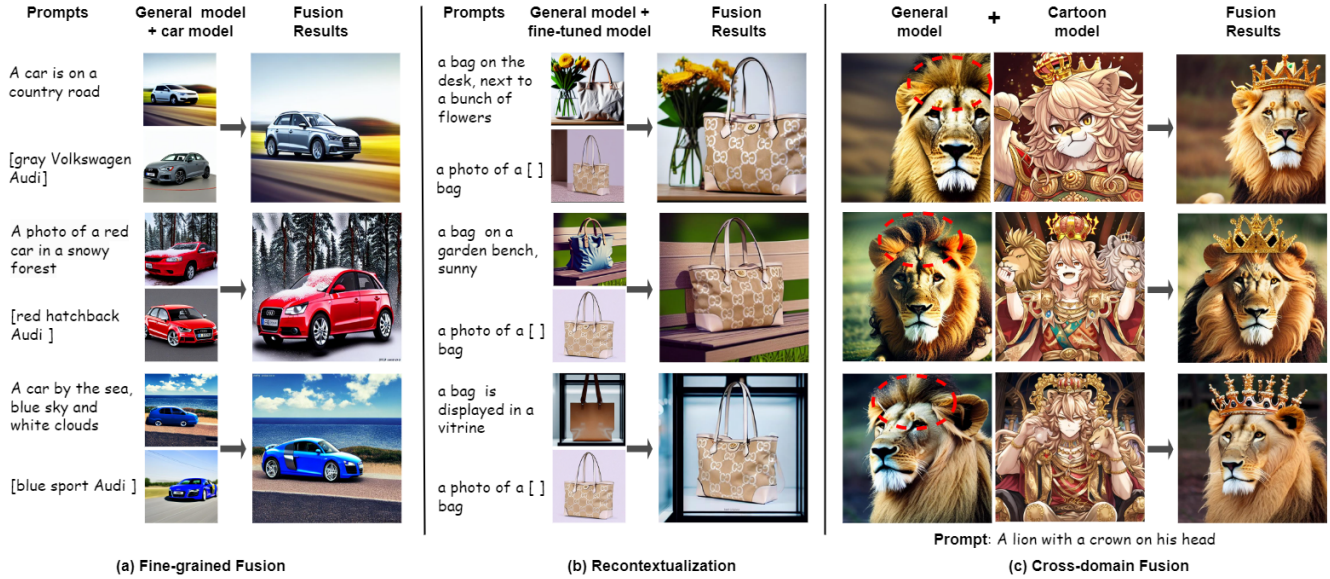 Prompts
General model
+ car model
Fusion
Results
A car is on a
country road
[gray Volkswagen
Audi]
A photo of a red
car in a snowy
forest
[red hatchback
Audi ]
A car by the sea,
blue sky and
white clouds
[blue sport Audi ]
(a) Fine-grained Fusion
Prompts
General model +
fine-tuned model
Fusion
Results
a bag on the
desk, next to
a bunch of
flowers
a photo of a [ ]
bag
a bag on a
garden bench,
sunny
a photo of a [ ]
bag
a bag is
displayed in a
vitrine
a photo of a [ ]
bag
(b) Recontextualization
General
model
+
Cartoon
model
Fusion
Results
Prompt: A lion with a crown on his head
(c) Cross-domain Fusion